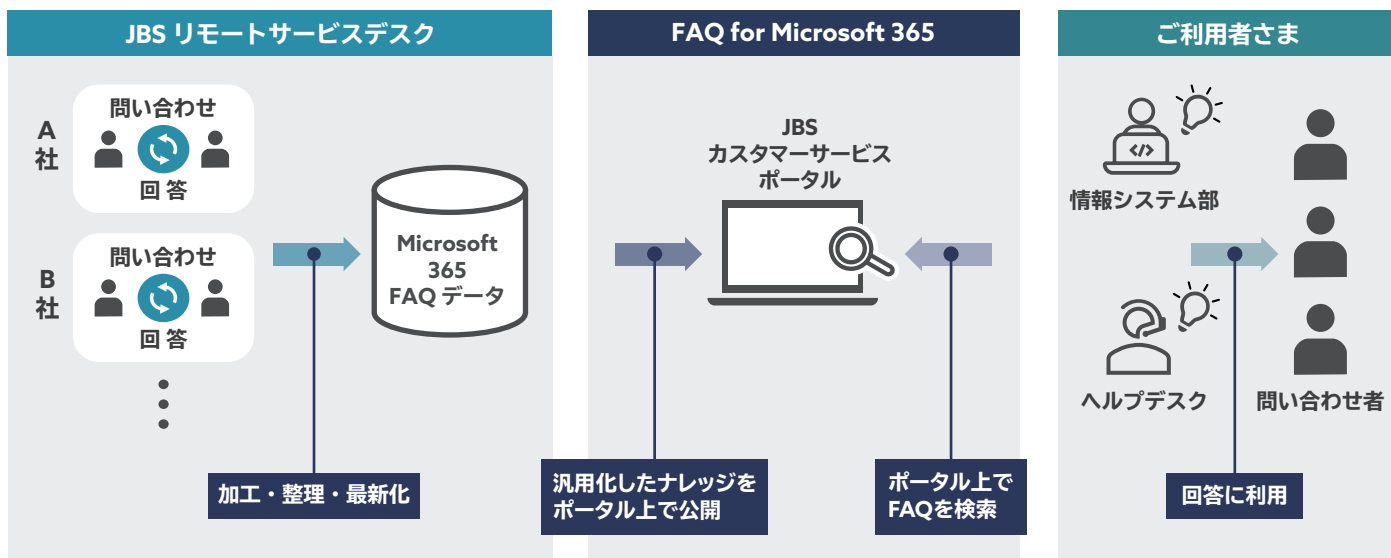 JBS リモートサービスデスク
A
社
問い合わせ
回答
B
社
問い合わせ
回答
Microsoft
365
FAQ データ
加工・整理・最新化
FAQ for Microsoft 365
JBS
カスタマーサービス
ポータル
汎用化したナレッジを
ポータル上で公開
ポータル上で
FAQを検索
ご利用者さま
</>
情報システム部
ヘルプデスク
問い合わせ者
回答に利用